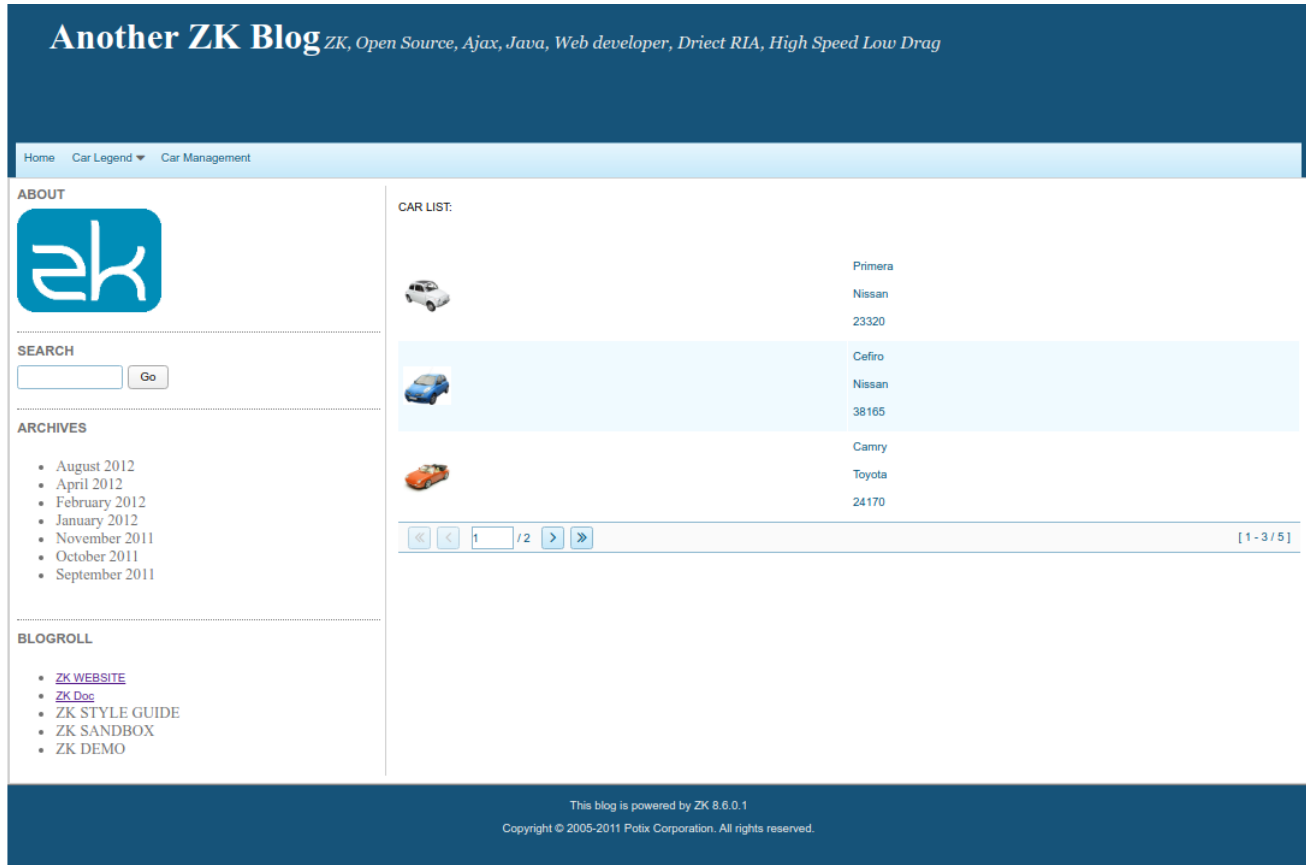 Another ZK Blog ZK, Open Source, Ajax, Java, Web developer, Driect RIA, High Speed Low Drag
Home Car Legend Car Management
ABOUT
zk
SEARCH
Go
ARCHIVES
August 2012
April 2012
February 2012
January 2012
November 2011
October 2011
September 2011
BLOGROLL
ZK WEBSITE
ZK Doc
ZK STYLE GUIDE
ZK SANDBOX
ZK DEMO
CAR LIST:
Primera
Nissan
23320
Cefiro
Nissan
38165
Camry
Toyota
24170
1 / 2 [ 1 - 3 / 5 ]
This blog is powered by ZK 8.6.0.1
Copyright © 2005-2011 Potix Corporation. All rights reserved.